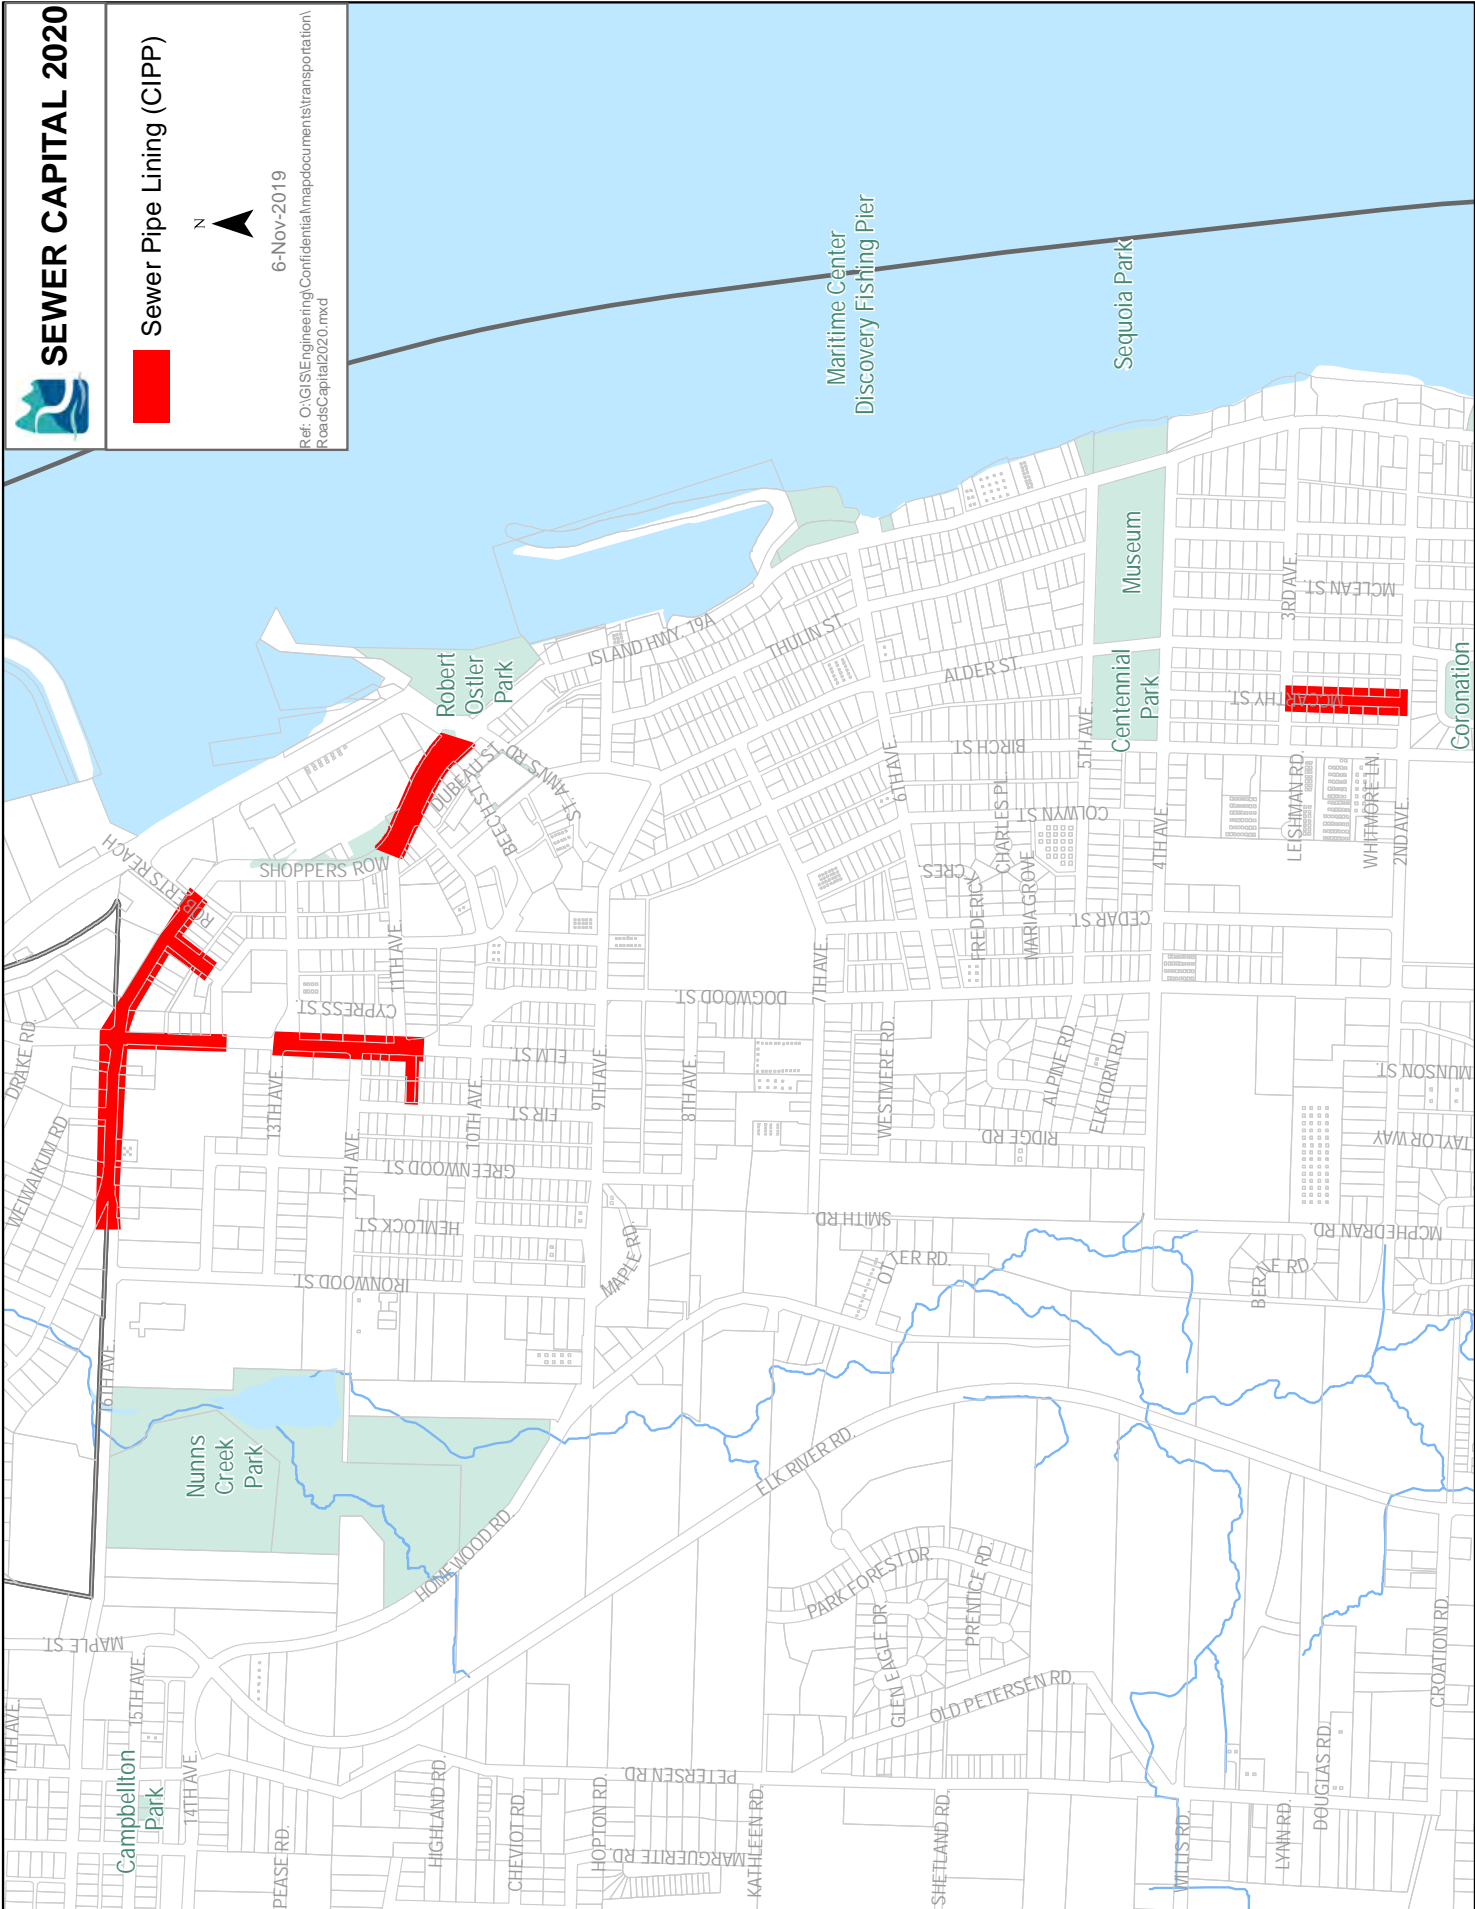 SEWER CAPITAL 2020
Sewer Pipe Lining (CIPP)
N
6-Nov-2019
Ref: O:\GIS\Engineering\Confidential\mapdocuments\transportation\
RoadsCapital2020.mxd
Maritime Center
Discovery Fishing Pier
Sequoia Park
Museum
Centennial
Park
Coronation
Robert
Ostler
Park
Nunns
Creek
Park
Campbellton
Park
ISLAND HWY. 19A
THULIN ST.
ALDER ST.
BIRCH ST.
MCLEAN ST.
3RD AVE.
MCCARTHY ST.
5TH AVE.
6TH AVE.
COLWYN ST.
CHARLES PL.
MARIA GROVE
FREDERICK
CRES.
CEDAR ST.
4TH AVE.
LEISHMAN RD.
WHITMORE LN.
2ND AVE.
DUBEAU ST.
BEECH ST.
ST. ANN'S RD
SHOPPERS ROW
ROBERTS REACH
11TH AVE.
CYPRESS ST.
DOGWOOD ST.
7TH AVE.
WESTMERE RD.
ALPINE RD.
ELKHORN RD.
RIDGE RD
MUNSON ST.
TAYLOR WAY
DRAKE RD.
WEIWAIKUM RD
13TH AVE.
12TH AVE.
ELM ST.
FIR ST.
10TH AVE.
9TH AVE.
8TH AVE.
GREENWOOD ST.
HEMLOCK ST.
IRONWOOD ST.
MAPLE RD.
SMITH RD.
MCPHEDRAN RD.
16TH AVE.
HOMEWOOD RD.
ELK RIVER RD.
PARK FOREST DR.
GLEN EAGLE DR.
PRENTICE RD.
OLD PETERSEN RD.
CROATION RD.
MAPLE ST.
17TH AVE.
15TH AVE.
14TH AVE.
PEASE RD.
HIGHLAND RD.
CHEVIOT RD.
HOPTON RD.
PETERSEN RD.
MARGUERITE RD.
KATHLEEN RD.
SHETLAND RD.
WILLIS RD.
LYNN RD.
DOUGLAS RD.